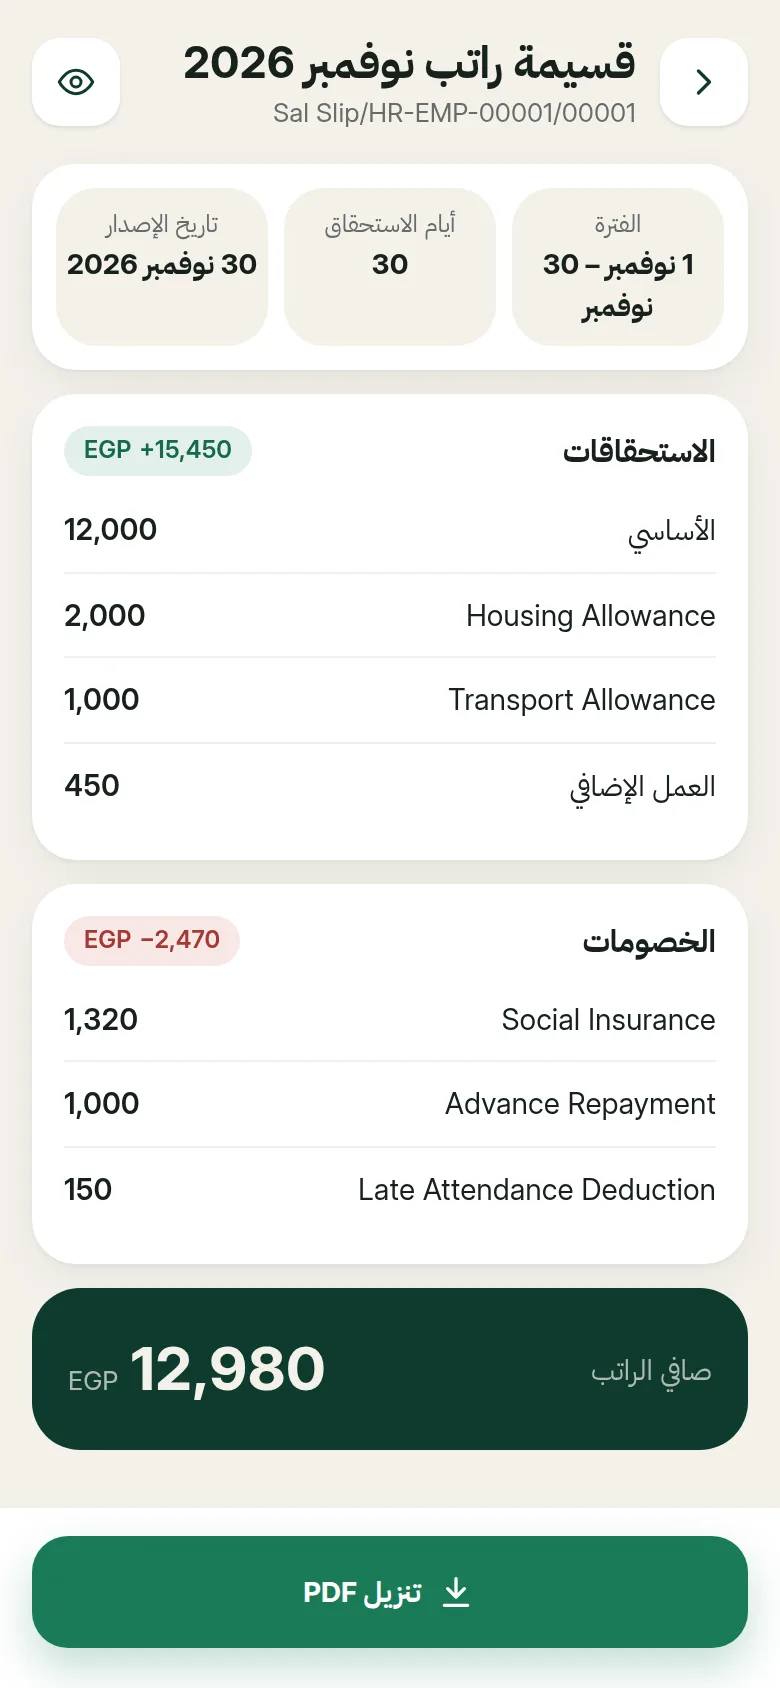 قسيمة راتب نوفمبر 2026
Sal Slip/HR-EMP-00001/00001
الفترة
1 نوفمبر – 30
نوفمبر
أيام الاستحقاق
30
تاريخ الإصدار
30 نوفمبر 2026
الاستحقاقات
EGP +15,450
الأساسي
12,000
Housing Allowance
2,000
Transport Allowance
1,000
العمل الإضافي
450
الخصومات
EGP −2,470
Social Insurance
1,320
Advance Repayment
1,000
Late Attendance Deduction
150
صافي الراتب
EGP 12,980
تنزيل PDF